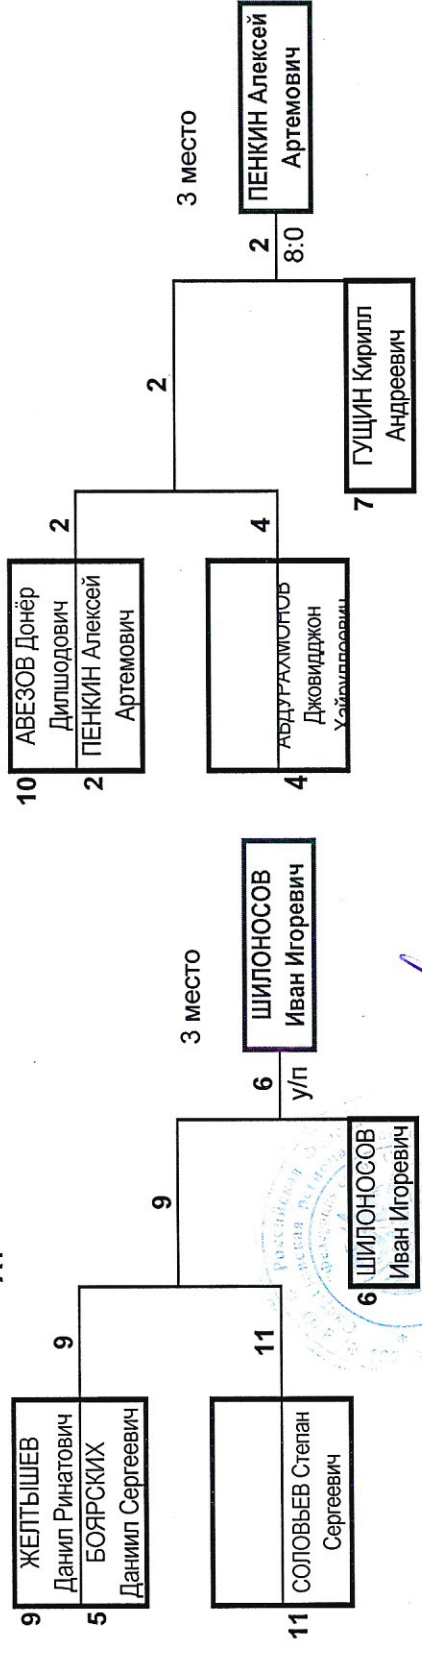 9
ЖЕЛТЫШЕВ
Данил Ринатович
5
БОЯРСКИХ
Даниил Сергеевич
9
11
СОЛОВЬЕВ Степан
Сергеевич
11
9
6
ШИЛОНОСОВ
Иван Игоревич
6
у/п
3 место
ШИЛОНОСОВ
Иван Игоревич
10
АВЕЗОВ Донёр
Дилшодович
2
ПЕНКИН Алексей
Артемович
2
4
АБДУРАХМОНОВ
Джовидджон
Хайруллоевич
4
2
7
ГУЩИН Кирилл
Андреевич
2
8:0
3 место
ПЕНКИН Алексей
Артемович